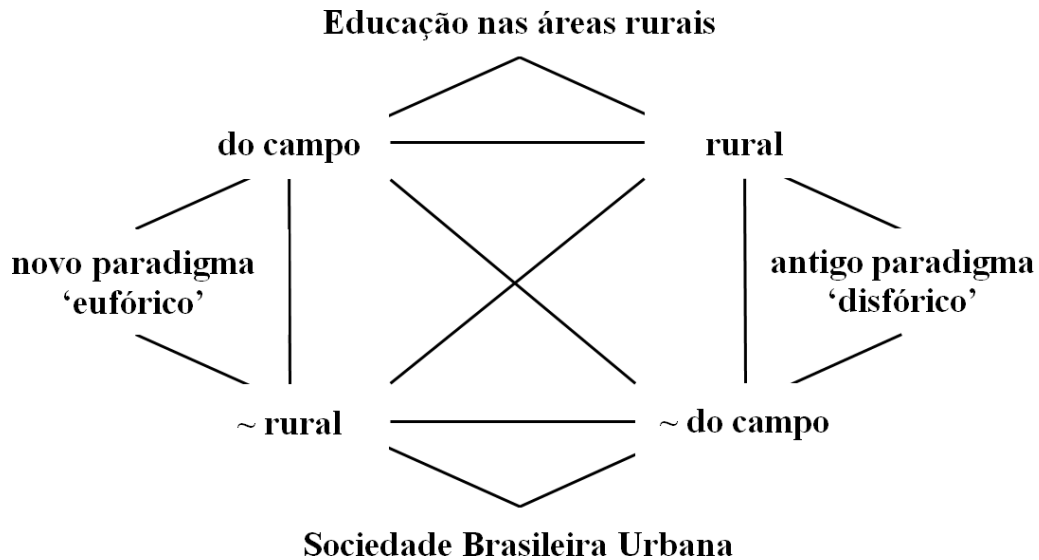 Educação nas áreas rurais
do campo
rural
novo paradigma
‘eufórico’
antigo paradigma
‘disfórico’
~ rural
~ do campo
Sociedade Brasileira Urbana